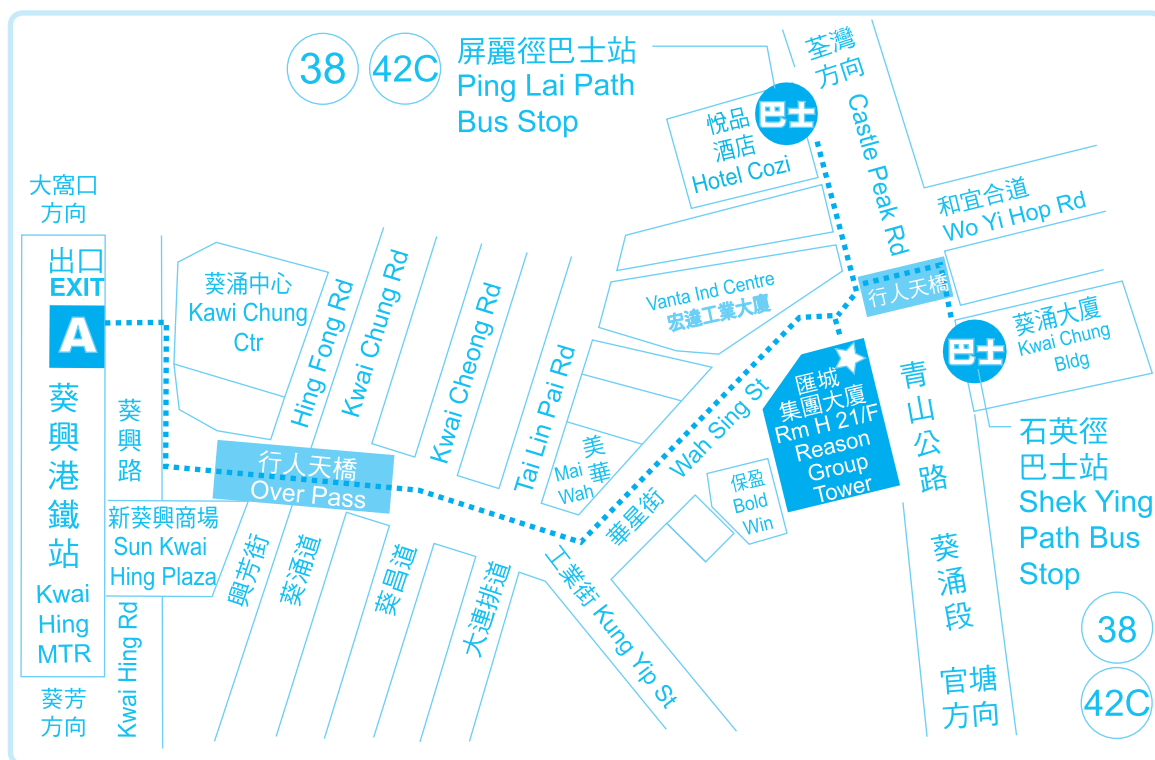 38
42C
屏麗徑巴士站
Ping Lai Path
Bus Stop
荃灣
方向
巴士
悅品
酒店
Hotel Cozi
Castle Peak Rd
和宜合道
Wo Yi Hop Rd
大窩口
方向
出口
EXIT
A
葵興港鐵站
Kwai
Hing
MTR
葵芳
方向
葵興路
Kwai Hing Rd
葵涌中心
Kawi Chung
Ctr
Hing Fong Rd
Kwai Chung Rd
Kwai Cheong Rd
Tai Lin Pai Rd
Vanta Ind Centre
宏達工業大廈
行人天橋
行人天橋
Over Pass
新葵興商場
Sun Kwai
Hing Plaza
興芳街
葵涌道
葵昌道
大連排道
美華
Mai
Wah
華星街
Wah Sing St
工業街 Kung Yip St
保盈
Bold
Win
匯城
集團大廈
Rm H 21/F
Reason
Group
Tower
青山公路
葵涌段
官塘
方向
巴士
葵涌大廈
Kwai Chung
Bldg
石英徑
巴士站
Shek Ying
Path Bus
Stop
38
42C